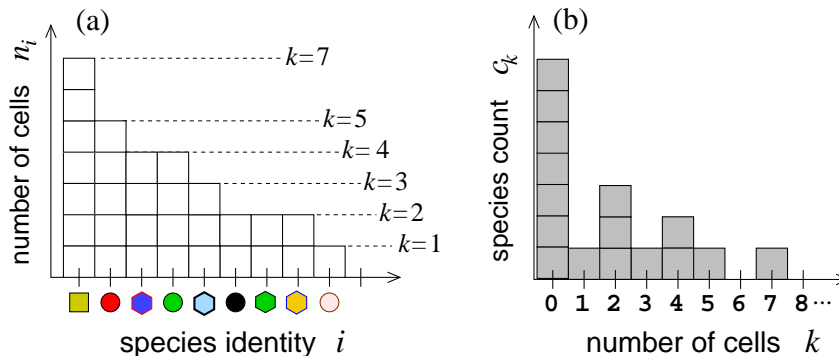 (a)
number of cells n_i
k=7
k=5
k=4
k=3
k=2
k=1
species identity i
(b)
species count c_k
0 1 2 3 4 5 6 7 8 ...
number of cells k